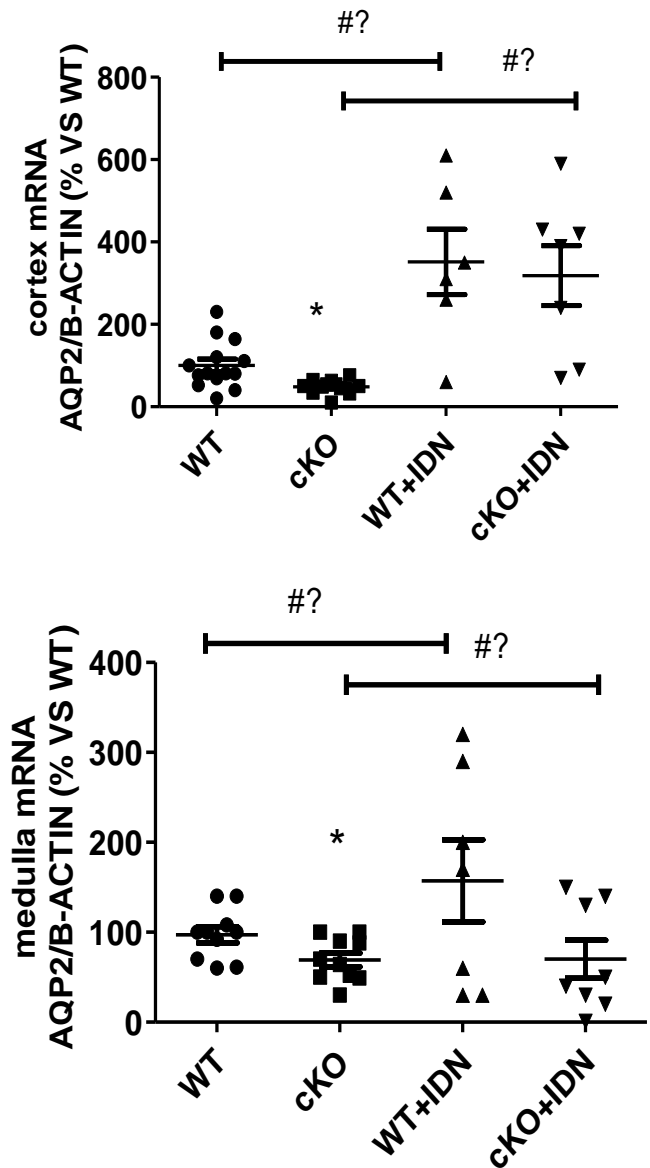 #?
#?
cortex mRNA
AQP2/B-ACTIN (% VS WT)
800
600
400
200
0
*
WT
cKO
WT+IDN
cKO+IDN
#?
#?
medulla mRNA
AQP2/B-ACTIN (% VS WT)
400
300
200
100
0
*
WT
cKO
WT+IDN
cKO+IDN